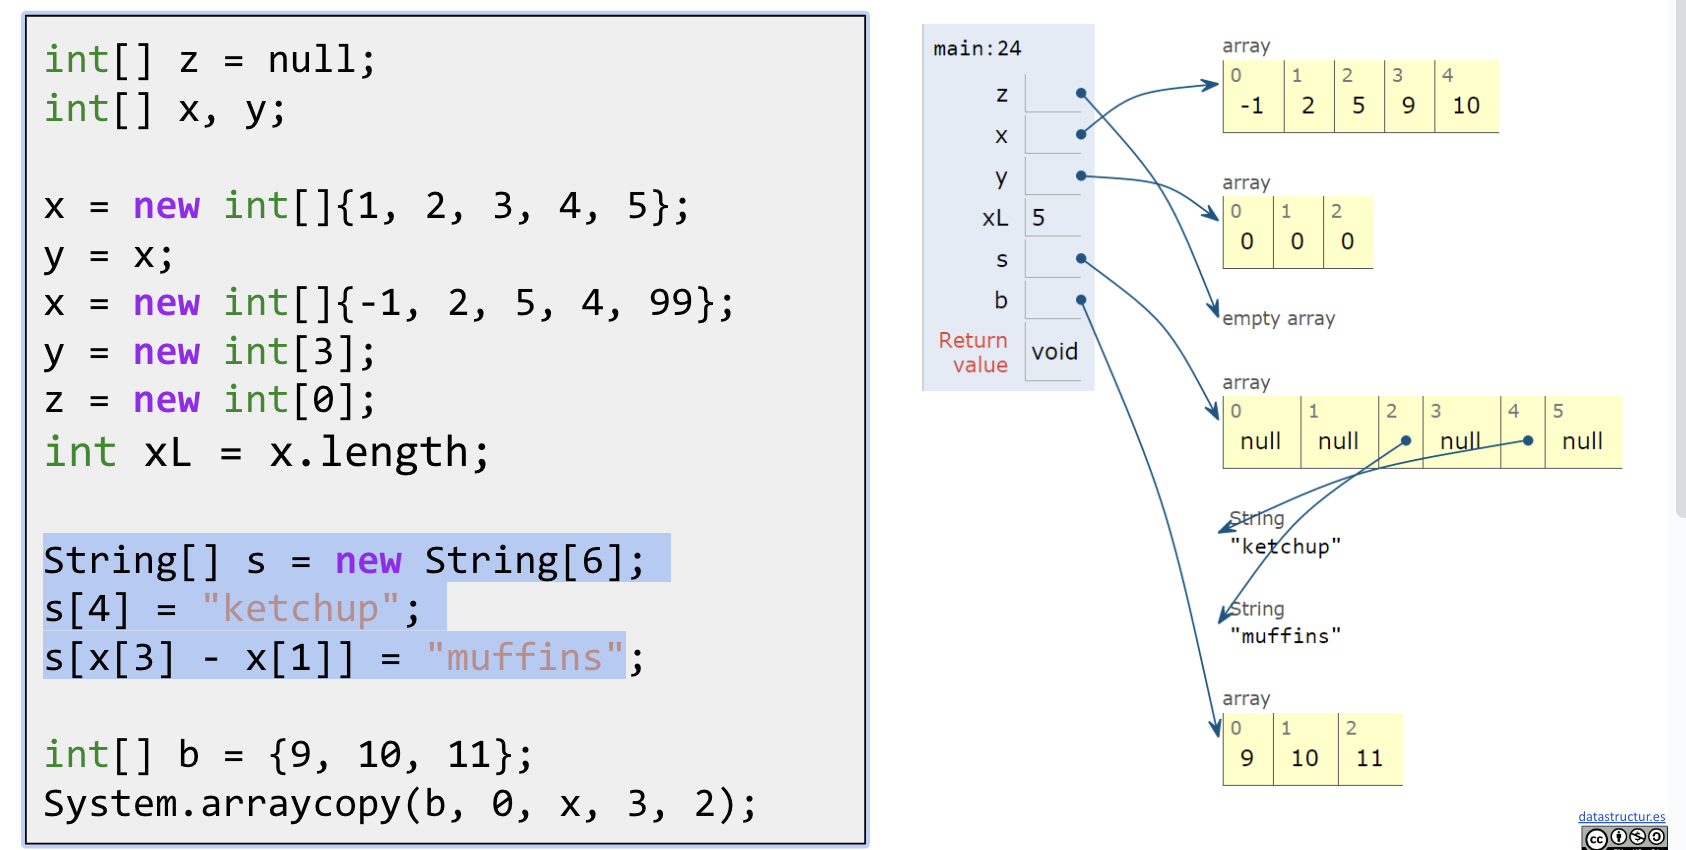 int[] z = null;
int[] x, y;
x = new int[]{1, 2, 3, 4, 5};
y = x;
x = new int[]{-1, 2, 5, 4, 99};
y = new int[3];
z = new int[0];
int xL = x.length;
String[] s = new String[6];
s[4] = "ketchup";
s[x[3] - x[1]] = "muffins";
int[] b = {9, 10, 11};
System.arraycopy(b, 0, x, 3, 2);
main:24
z
x
y
xL 5
s
b
Return value void
array
0 1 2 3 4
-1 2 5 9 10
array
0 1 2
0 0 0
empty array
array
0 1 2 3 4 5
null null null null
String
"ketchup"
String
"muffins"
array
0 1 2
9 10 11
datastructur.es
cc